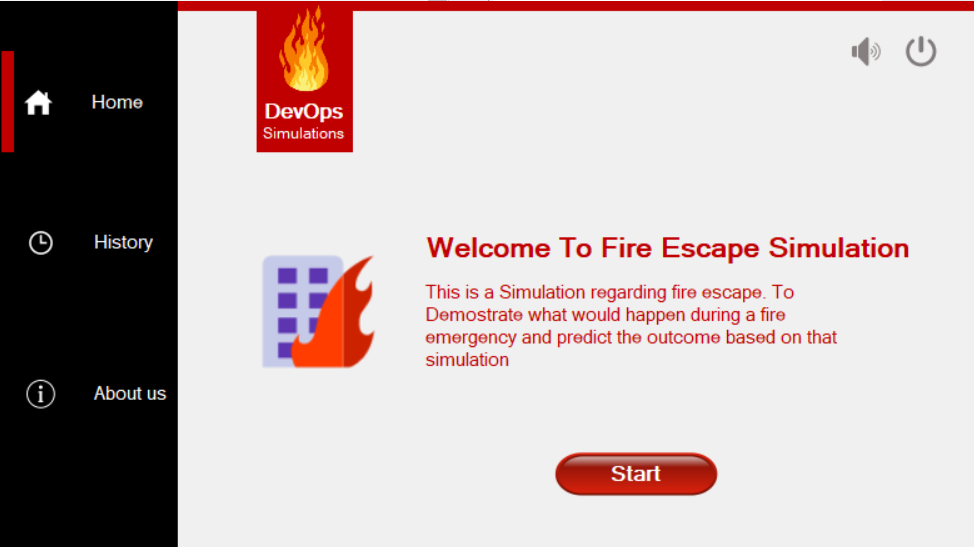 Home
History
About us
DevOps
Simulations
Welcome To Fire Escape Simulation
This is a Simulation regarding fire escape. To
Demostrate what would happen during a fire
emergency and predict the outcome based on that
simulation
Start